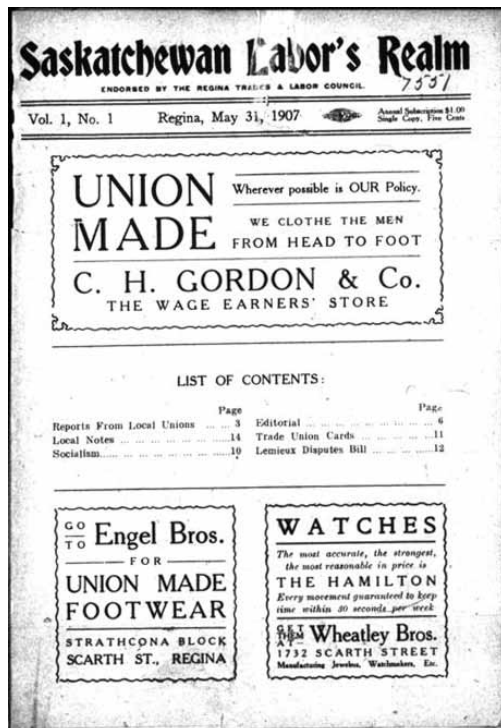 Saskatchewan Labor's Realm
ENDORSED BY THE REGINA TRADES & LABOR COUNCIL.
7551
Vol. 1, No. 1 Regina, May 31, 1907 Annual Subscription $1.00
Single Copy, Five Cents
UNION MADE
Wherever possible is OUR Policy.
WE CLOTHE THE MEN
FROM HEAD TO FOOT
C. H. GORDON & Co.
THE WAGE EARNERS' STORE
LIST OF CONTENTS:
Page
Reports From Local Unions ... ... 3
Local Notes ... ... ... ... ... ... ......14
Socialism... ... ... ... ... ... ... ......10
Page
Editorial ... ... ... ... ... ... ... ... 6
Trade Union Cards ... ... ... ... ...11
Lemieux Disputes Bill ... ... ... ...12
GO TO Engel Bros.
FOR
UNION MADE
FOOTWEAR
STRATHCONA BLOCK
SCARTH ST., REGINA
WATCHES
The most accurate, the strongest,
the most reasonable in price is
THE HAMILTON
Every movement guaranteed to keep
time within 30 seconds per week
GET THEM AT Wheatley Bros.
1732 SCARTH STREET
Manufacturing Jewelers, Watchmakers, Etc.